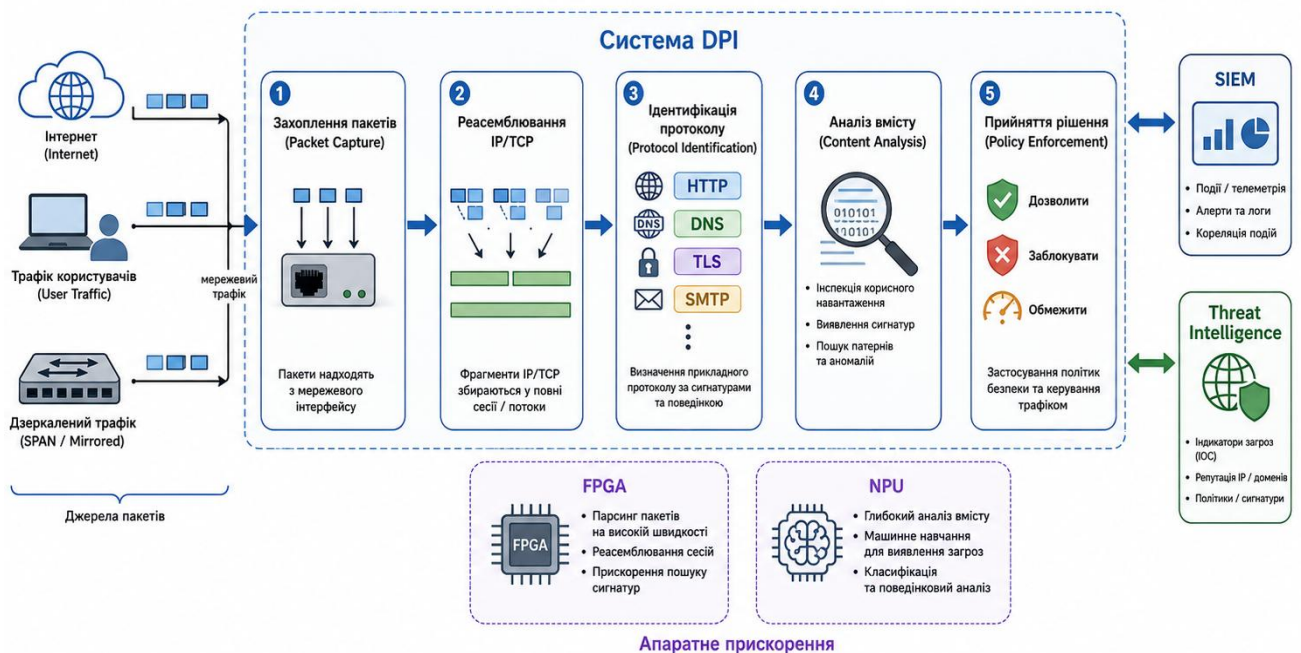 Система DPI
Інтернет
(Internet)
Трафік користувачів
(User Traffic)
Дзеркалений трафік
(SPAN / Mirrored)
Джерела пакетів
мережевий
трафік
1
Захоплення пакетів
(Packet Capture)
Пакети надходять
з мережевого
інтерфейсу
2
Реасемблювання
IP/TCP
Фрагменти IP/TCP
збираються у повні
сесії / потоки
3
Ідентифікація
протоколу
(Protocol Identification)
HTTP
DNS
DNS
TLS
SMTP
Визначення прикладного
протоколу за сигнатурами
та поведінкою
4
Аналіз вмісту
(Content Analysis)
010101
110101
• Інспекція корисного
навантаження
• Виявлення сигнатур
• Пошук патернів
та аномалій
5
Прийняття рішення
(Policy Enforcement)
Дозволити
Заблокувати
Обмежити
Застосування політик
безпеки та керування
трафіком
SIEM
• Події / телеметрія
• Алерти та логи
• Кореляція подій
Threat
Intelligence
• Індикатори загроз
(IOC)
• Репутація IP / доменів
• Політики / сигнатури
FPGA
FPGA
• Парсинг пакетів
на високій швидкості
• Реасемблювання сесій
• Прискорення пошуку
сигнатур
NPU
• Глибокий аналіз вмісту
• Машинне навчання
для виявлення загроз
• Класифікація
та поведінковий аналіз
Апаратне прискорення